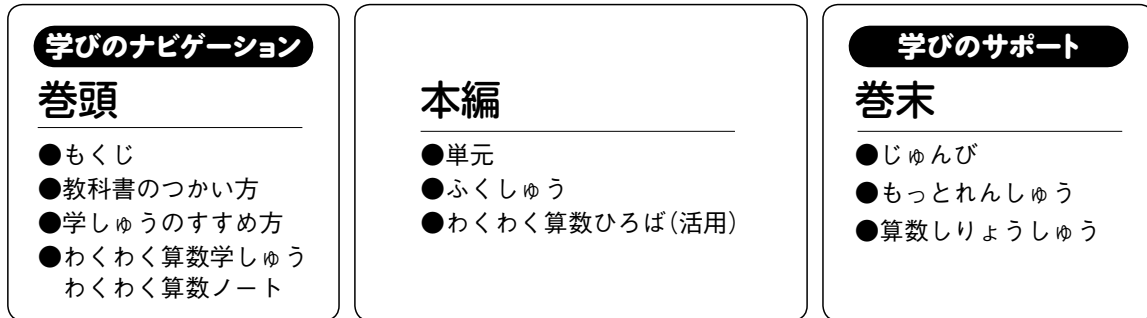 学びのナビゲーション
巻頭
●もくじ
●教科書のつかい方
●学しゅうのすすめ方
●わくわく算数学しゅう
わくわく算数ノート
本編
●単元
●ふくしゅう
●わくわく算数ひろば(活用)
学びのサポート
巻末
●じゅんび
●もっとれんしゅう
●算数しりょうしゅう